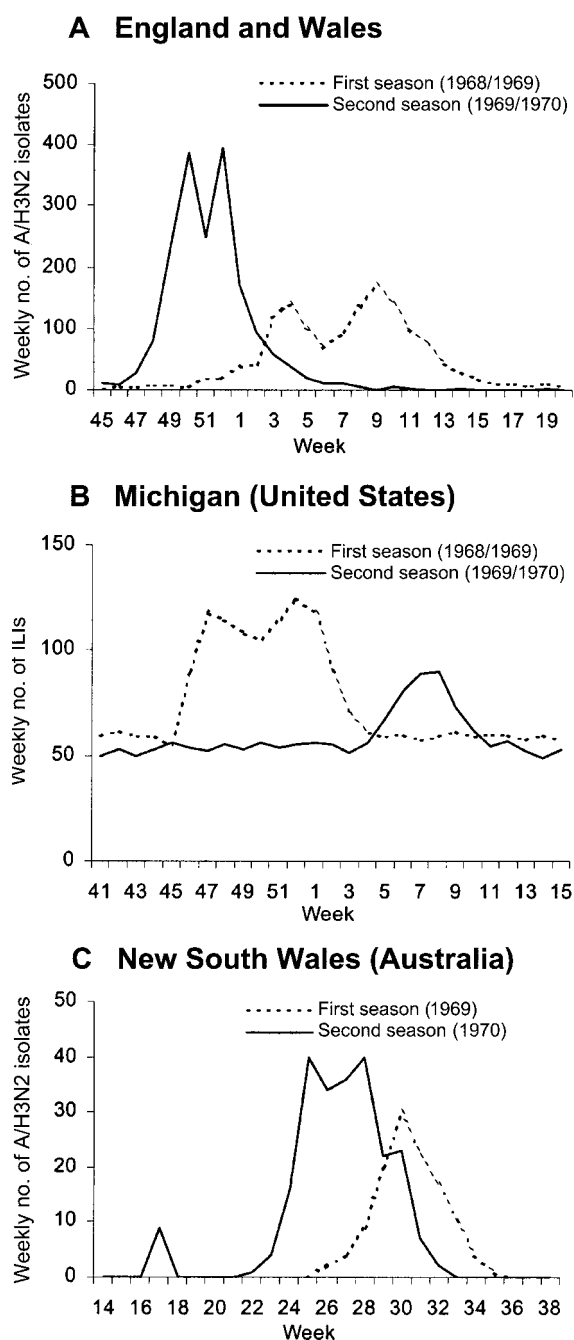 A England and Wales
Weekly no. of A/H3N2 isolates
500
400
300
200
100
0
First season (1968/1969)
Second season (1969/1970)
45 47 49 51 1 3 5 7 9 11 13 15 17 19
Week
B Michigan (United States)
Weekly no. of ILIs
150
100
50
0
First season (1968/1969)
Second season (1969/1970)
41 43 45 47 49 51 1 3 5 7 9 11 13 15
Week
C New South Wales (Australia)
Weekly no. of A/H3N2 isolates
50
40
30
20
10
0
First season (1969)
Second season (1970)
14 16 18 20 22 24 26 28 30 32 34 36 38
Week